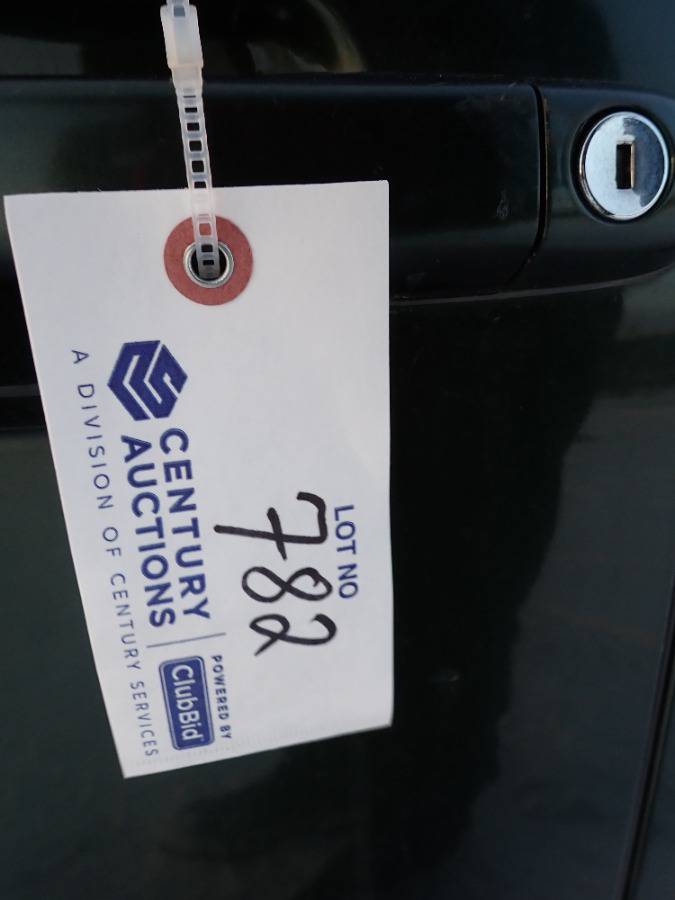 LOT NO
782
CENTURY
AUCTIONS
A DIVISION OF CENTURY SERVICES
POWERED BY
ClubBid